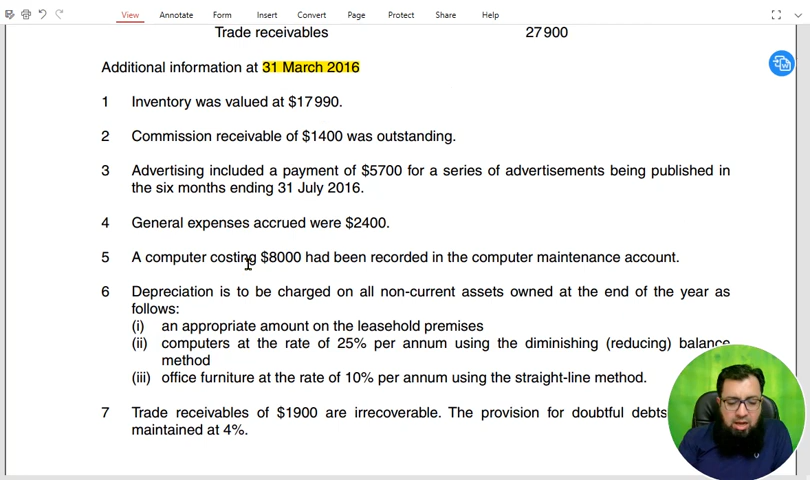 View Annotate Form Insert Convert Page Protect Share Help
Trade receivables 27 900
Additional information at 31 March 2016
1 Inventory was valued at $17 990.
2 Commission receivable of $1400 was outstanding.
3 Advertising included a payment of $5700 for a series of advertisements being published in
the six months ending 31 July 2016.
4 General expenses accrued were $2400.
5 A computer costing $8000 had been recorded in the computer maintenance account.
6 Depreciation is to be charged on all non-current assets owned at the end of the year as
follows:
(i) an appropriate amount on the leasehold premises
(ii) computers at the rate of 25% per annum using the diminishing (reducing) balance
method
(iii) office furniture at the rate of 10% per annum using the straight-line method.
7 Trade receivables of $1900 are irrecoverable. The provision for doubtful debts
maintained at 4%.